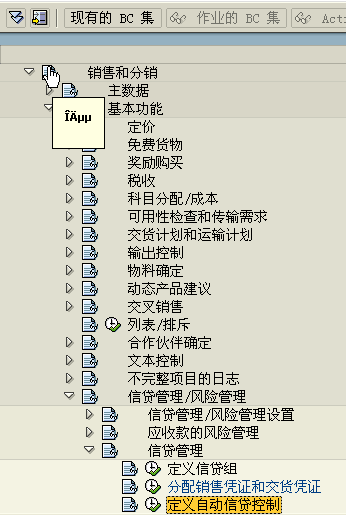 现有的 BC 集 作业的 BC 集 Acti
销售和分销
主数据
ÎÄµµ
基本功能
定价
免费货物
奖励购买
税收
科目分配/成本
可用性检查和传输需求
交货计划和运输计划
输出控制
物料确定
动态产品建议
交叉销售
列表/排斥
合作伙伴确定
文本控制
不完整项目的日志
信贷管理/风险管理
信贷管理/风险管理设置
应收款的风险管理
信贷管理
定义信贷组
分配销售凭证和交货凭证
定义自动信贷控制